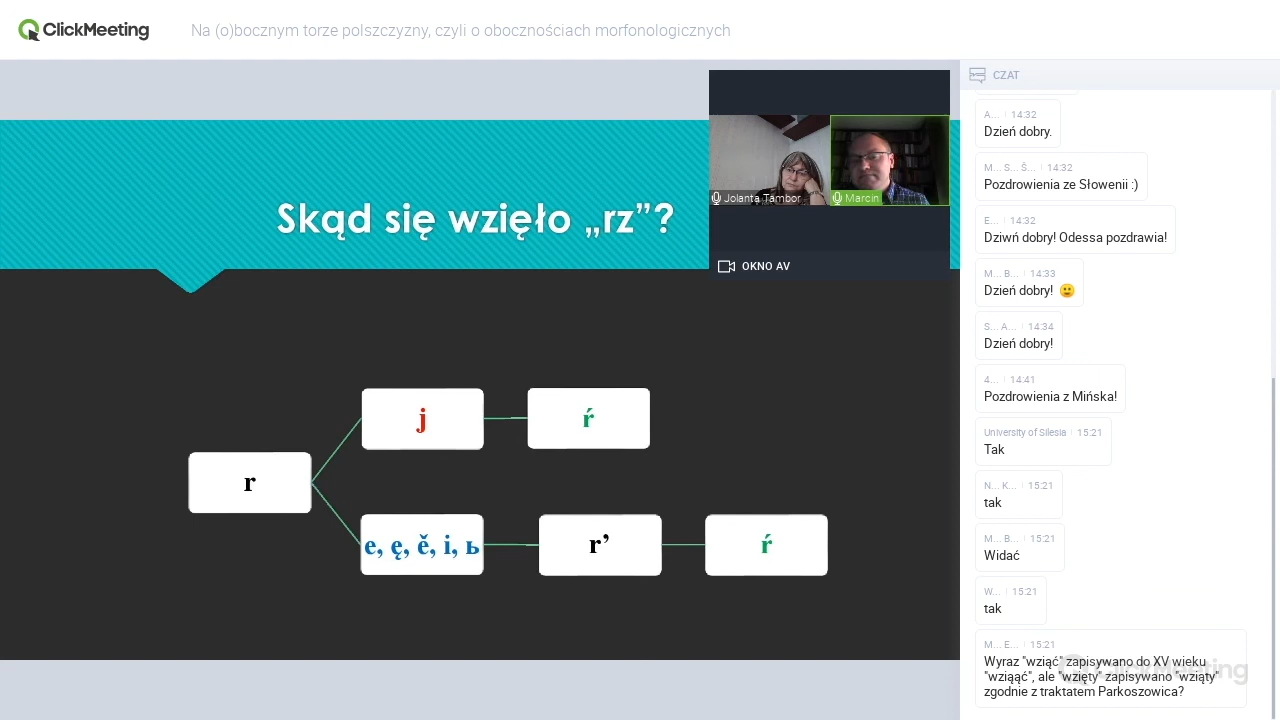 ClickMeeting
Na (o)bocznym torze polszczyzny, czyli o obocznościach morfonologicznych
Skąd się wzięło „rz”?
Jolanta Tambor
Marcin
OKNO AV
j
ŕ
r
e, ę, ě, i, ь
r’
ŕ
CZAT
A... 14:32
Dzień dobry.
M... S... Ś... 14:32
Pozdrowienia ze Słowenii :)
E... 14:32
Dziwń dobry! Odessa pozdrawia!
M... B... 14:33
Dzień dobry! 🙂
S... A... 14:34
Dzień dobry!
4... 14:41
Pozdrowienia z Mińska!
University of Silesia 15:21
Tak
N... K... 15:21
tak
M... B... 15:21
Widać
W... 15:21
tak
M... E... 15:21
Wyraz "wziąć" zapisywano do XV wieku
"wziąąć", ale "wzięty" zapisywano "wziąty"
zgodnie z traktatem Parkoszowica?
ClickMeeting